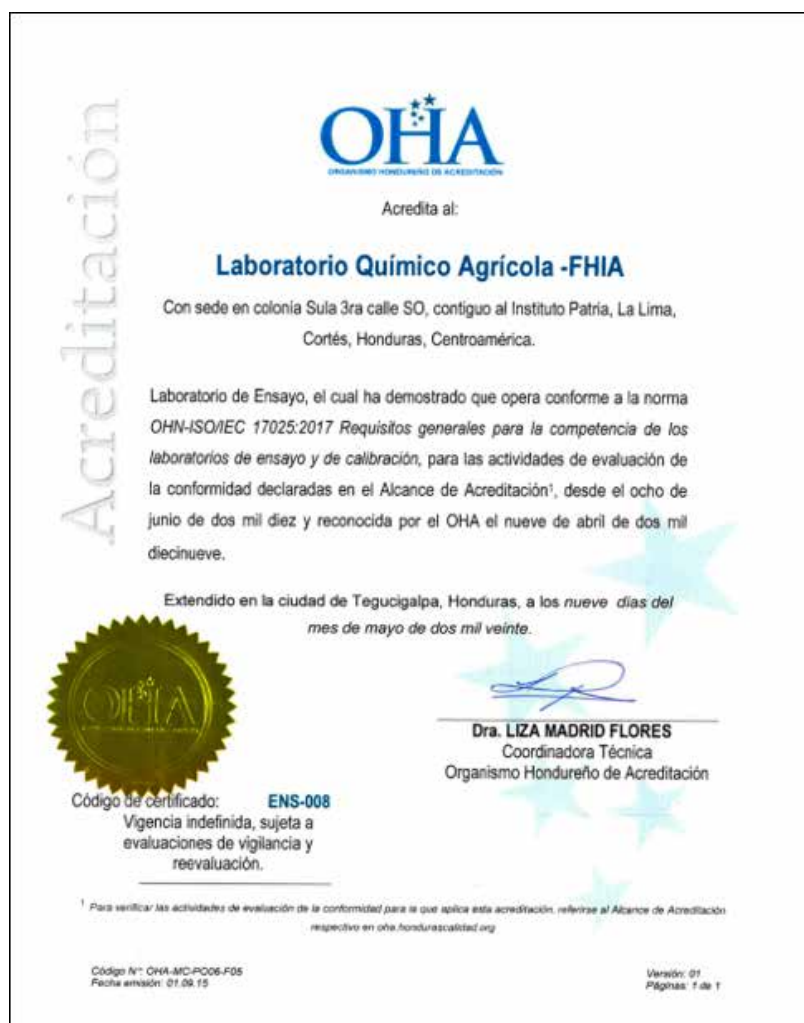 Acreditación
OHA
ORGANISMO HONDUREÑO DE ACREDITACIÓN
Acredita al:
Laboratorio Químico Agrícola -FHIA
Con sede en colonia Sula 3ra calle SO, contiguo al Instituto Patria, La Lima,
Cortés, Honduras, Centroamérica.
Laboratorio de Ensayo, el cual ha demostrado que opera conforme a la norma
OHN-ISO/IEC 17025:2017 Requisitos generales para la competencia de los
laboratorios de ensayo y de calibración, para las actividades de evaluación de
la conformidad declaradas en el Alcance de Acreditación¹, desde el ocho de
junio de dos mil diez y reconocida por el OHA el nueve de abril de dos mil
diecinueve.
Extendido en la ciudad de Tegucigalpa, Honduras, a los nueve días del
mes de mayo de dos mil veinte.
OHA
Dra. LIZA MADRID FLORES
Coordinadora Técnica
Organismo Hondureño de Acreditación
Código de certificado: ENS-008
Vigencia indefinida, sujeta a
evaluaciones de vigilancia y
reevaluación.
¹ Para verificar las actividades de evaluación de la conformidad para la que aplica esta acreditación, referirse al Alcance de Acreditación
respectivo en oha.hondurascalidad.org
Código N°: OHA-MC-PO06-F05
Fecha emisión: 01.09.15
Versión: 01
Páginas: 1 de 1